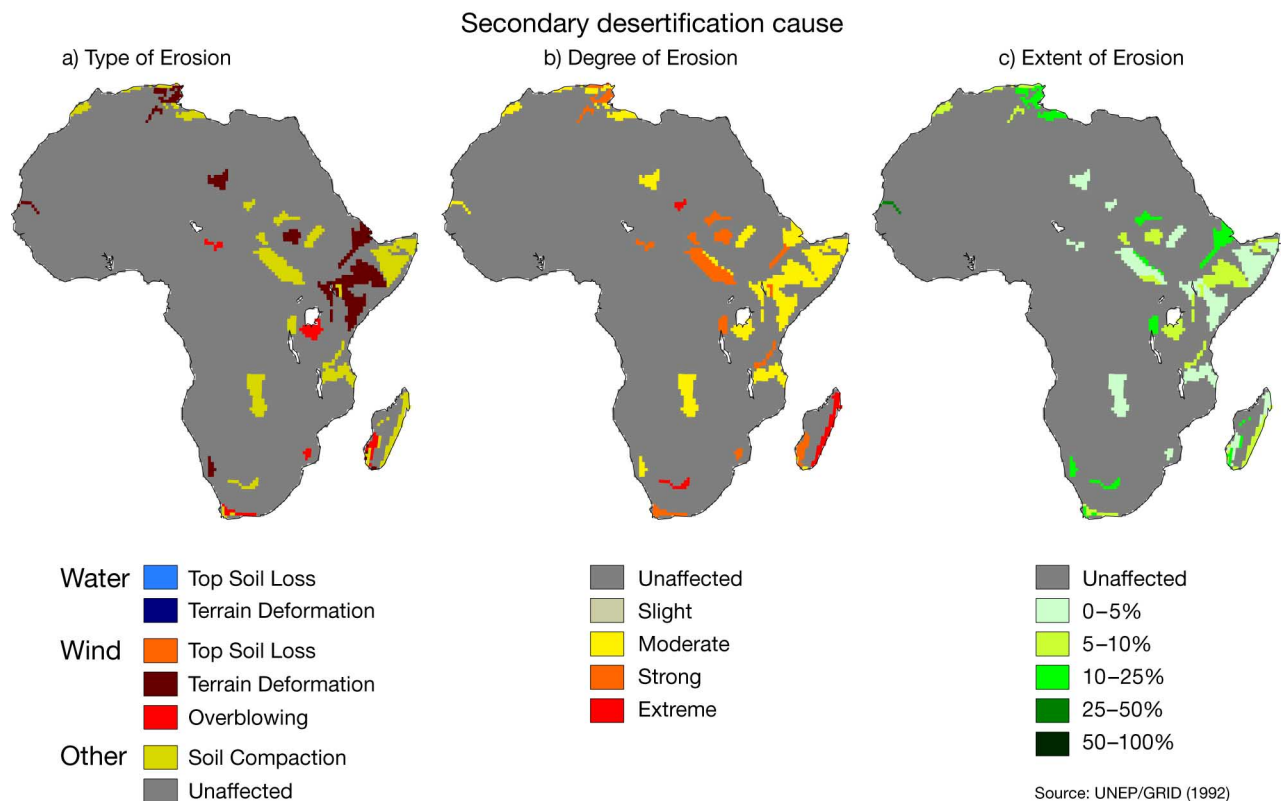 Secondary desertification cause
a) Type of Erosion
b) Degree of Erosion
c) Extent of Erosion
Water
Top Soil Loss
Terrain Deformation
Wind
Top Soil Loss
Terrain Deformation
Overblowing
Other
Soil Compaction
Unaffected
Unaffected
Slight
Moderate
Strong
Extreme
Unaffected
0–5%
5–10%
10–25%
25–50%
50–100%
Source: UNEP/GRID (1992)